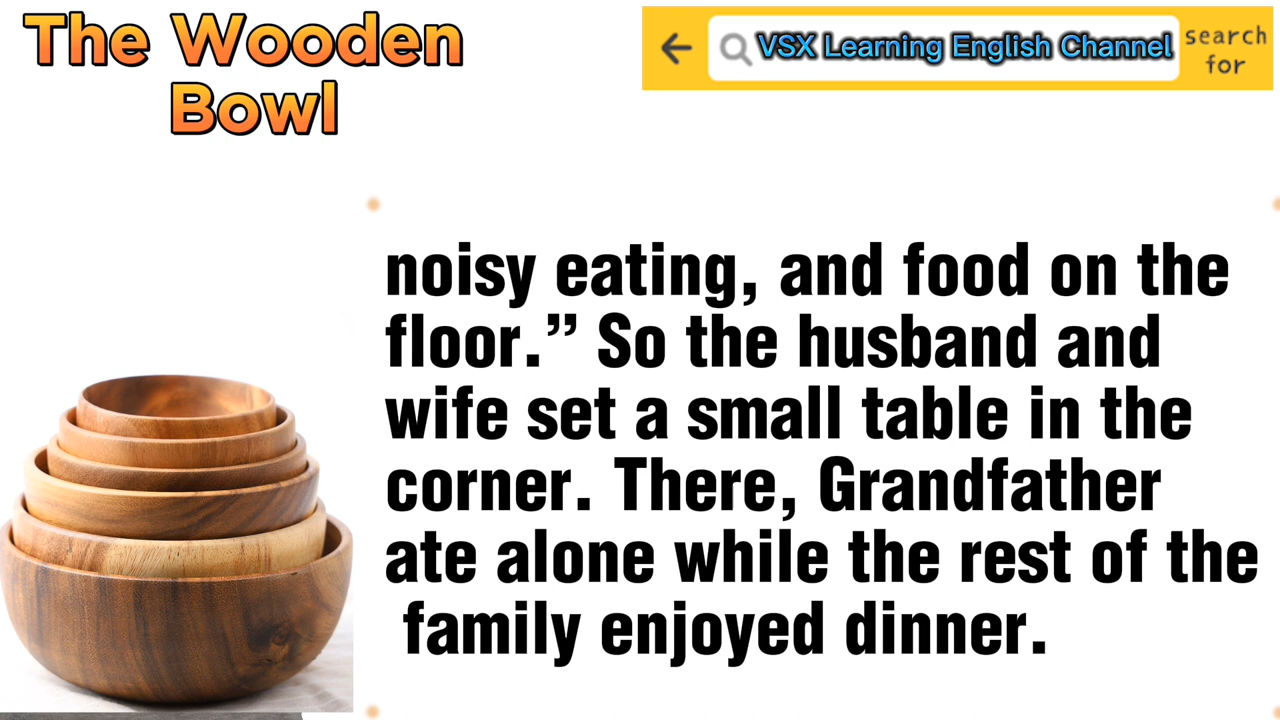 The Wooden
Bowl
VSX Learning English Channel
search
for
noisy eating, and food on the
floor.” So the husband and
wife set a small table in the
corner. There, Grandfather
ate alone while the rest of the
family enjoyed dinner.